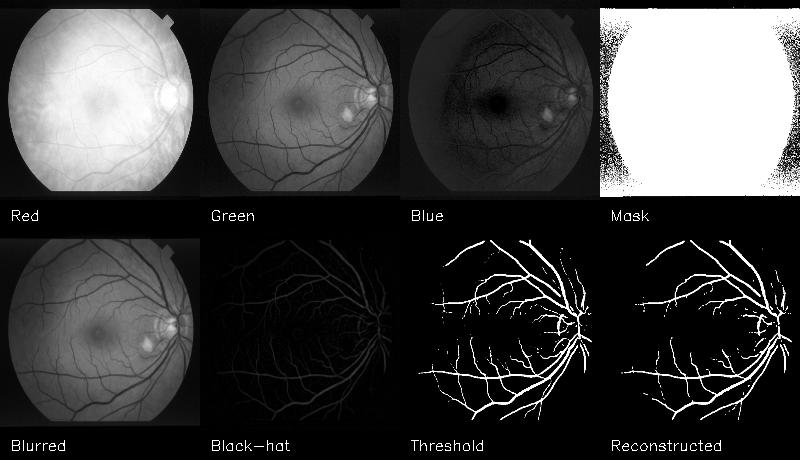 Red
Green
Blue
Mask
Blurred
Black-hat
Threshold
Reconstructed